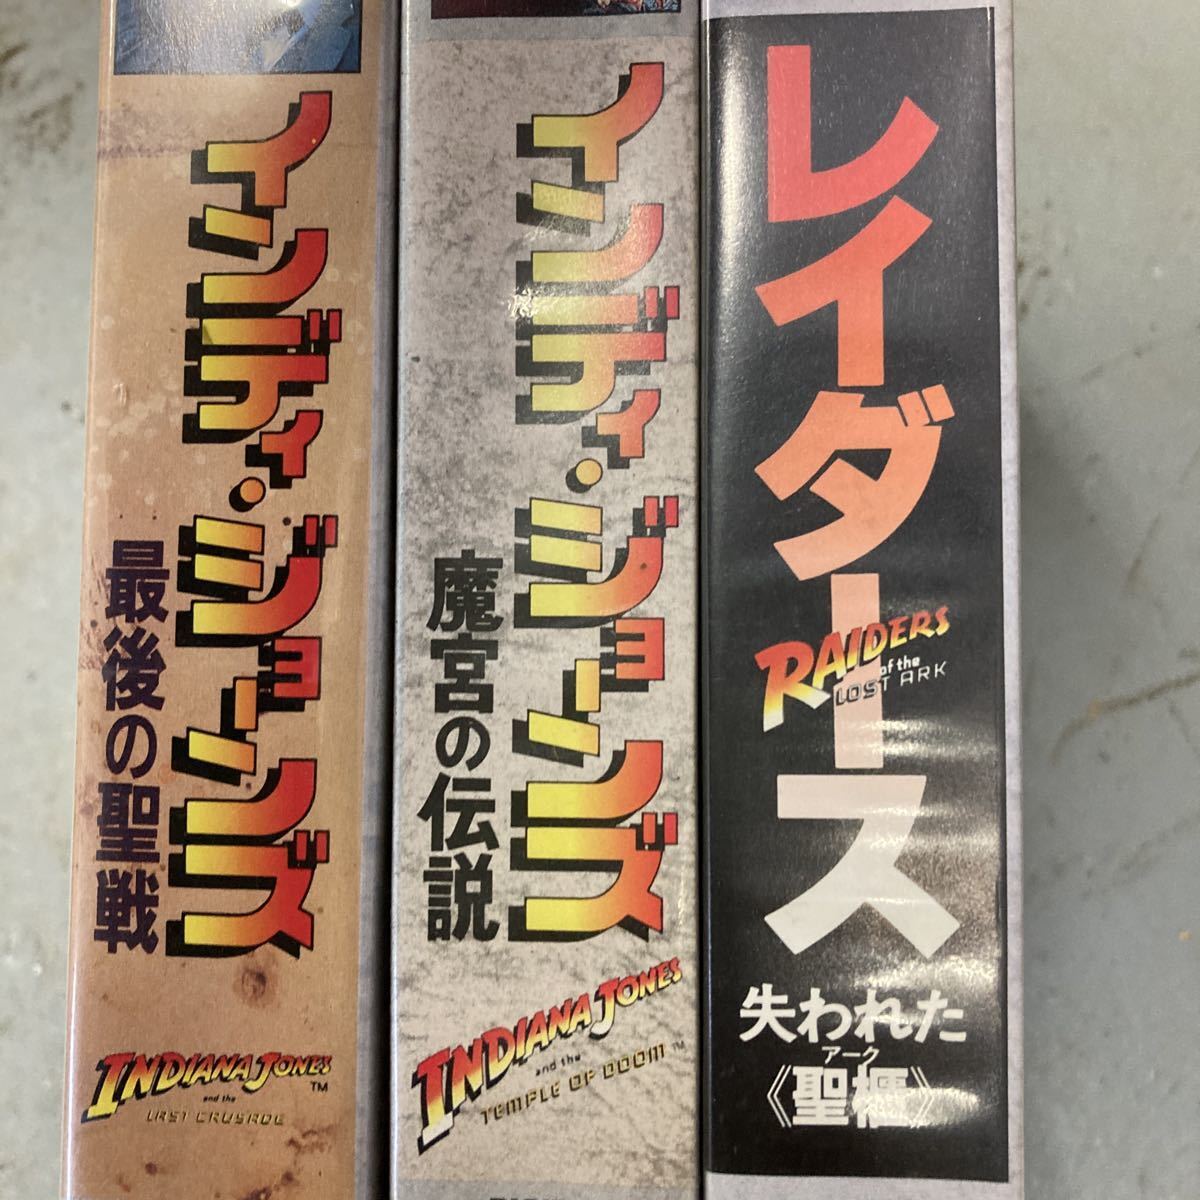 インディ・ジョーンズ
最後の聖戦
INDIANA JONES TM
and the
LAST CRUSADE
インディ・ジョーンズ
魔宮の伝説
INDIANA JONES
and the
TEMPLE OF DOOM TM
レイダース
RAIDERS
of the
LOST ARK
失われた
アーク
《聖櫃》